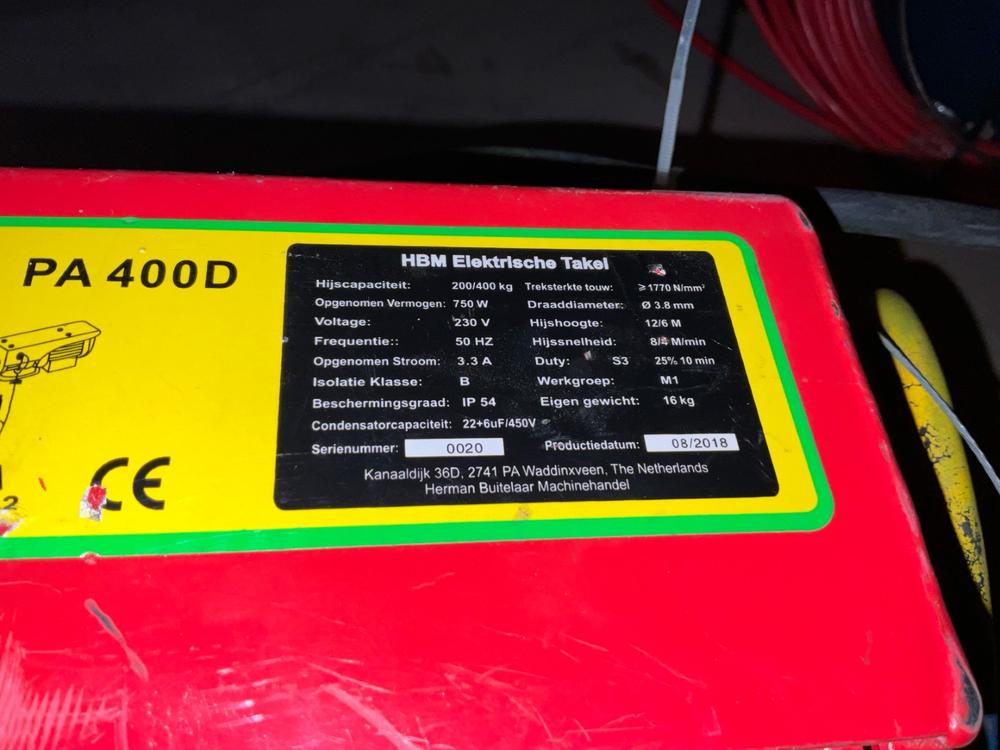 PA 400D
HBM Elektrische Takel
Hijscapaciteit: 200/400 kg Treksterkte touw: ≥1770 N/mm²
Opgenomen Vermogen: 750 W Draaddiameter: Ø 3.8 mm
Voltage: 230 V Hijshoogte: 12/6 M
Frequentie:: 50 HZ Hijssnelheid: 8/4 M/min
Opgenomen Stroom: 3.3 A Duty: S3 25% 10 min
Isolatie Klasse: B Werkgroep: M1
Beschermingsgraad: IP 54 Eigen gewicht: 16 kg
Condensatorcapaciteit: 22+6uF/450V
Serienummer: 0020 Productiedatum: 08/2018
Kanaaldijk 36D, 2741 PA Waddinxveen, The Netherlands
Herman Buitelaar Machinehandel
CE
2